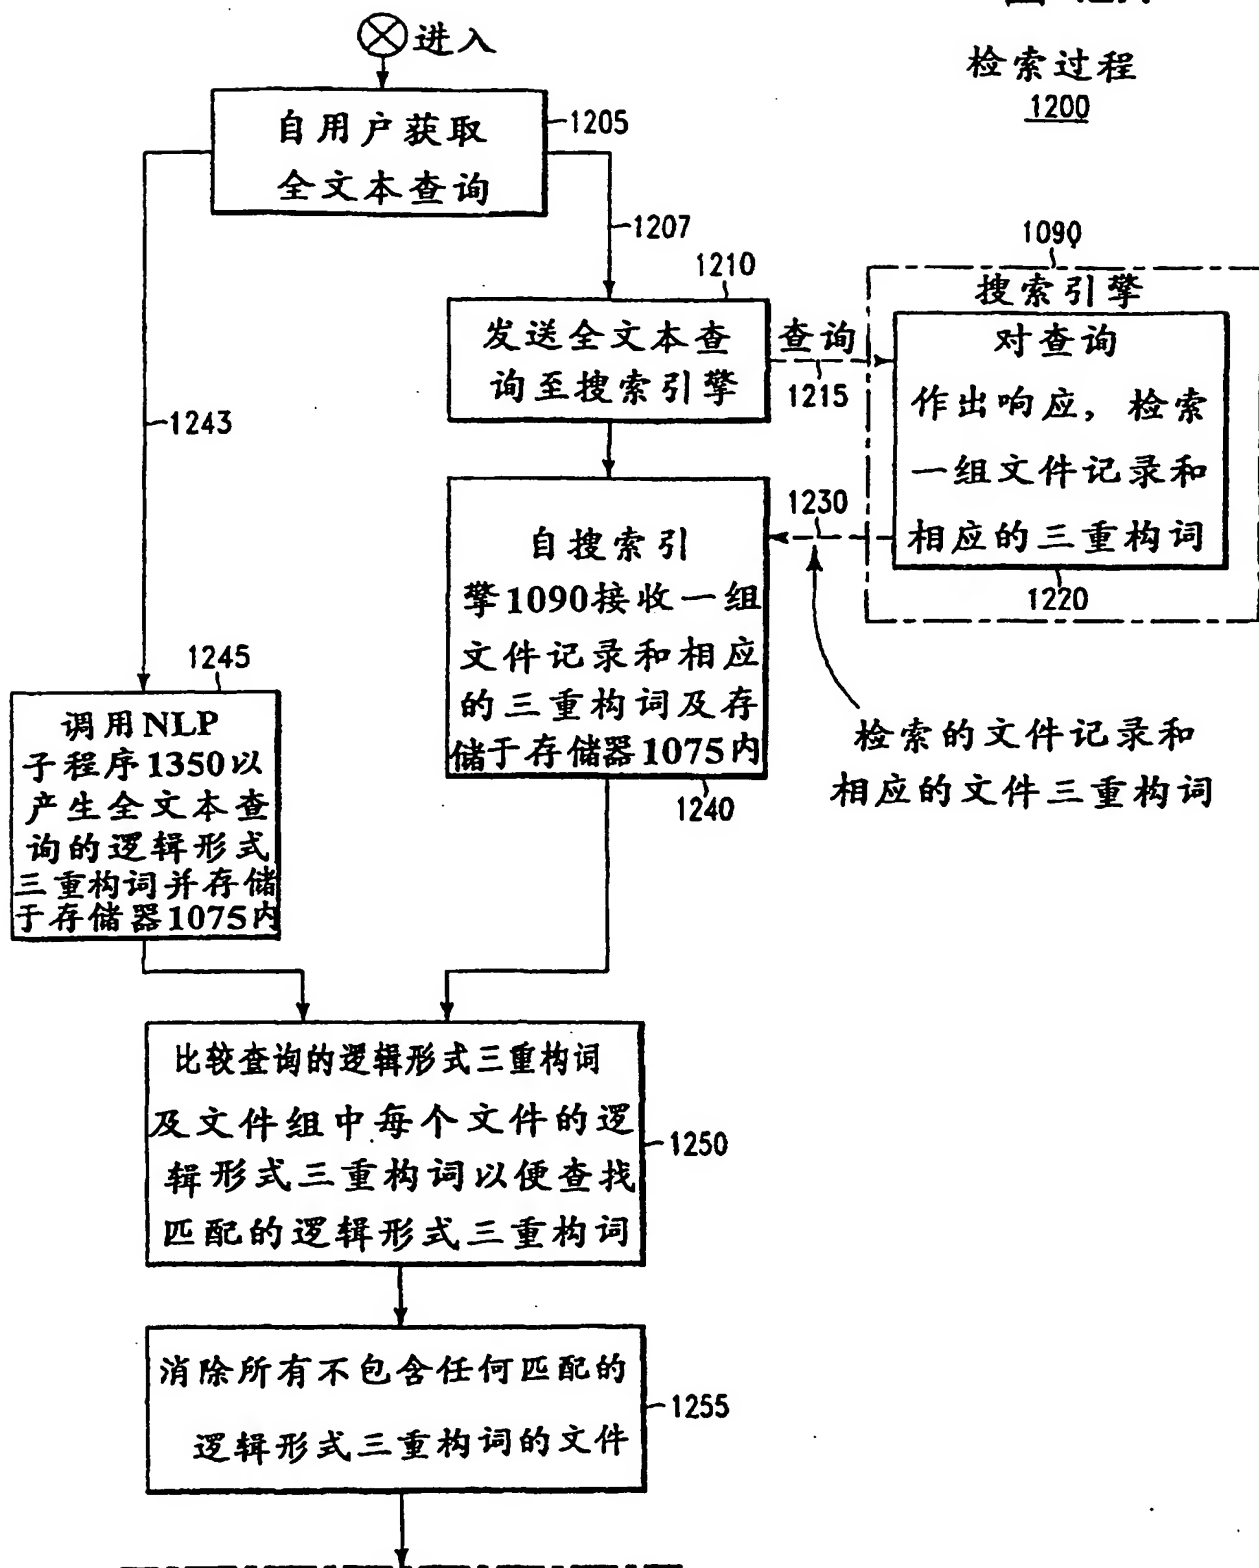 进入
检索过程
1200
自用户获取
全文本查询
1205
1207
1243
1210
发送全文本查
询至搜索引擎
查询
1215
1090
搜索引擎
对查询
作出响应，检索
一组文件记录和
相应的三重构词
1220
1230
自搜索引
擎1090接收一组
文件记录和相应
的三重构词及存
储于存储器1075内
1240
检索的文件记录和
相应的文件三重构词
1245
调用NLP
子程序1350以
产生全文本查
询的逻辑形式
三重构词并存储
于存储器1075内
比较查询的逻辑形式三重构词
及文件组中每个文件的逻
辑形式三重构词以便查找
匹配的逻辑形式三重构词
1250
消除所有不包含任何匹配的
逻辑形式三重构词的文件
1255